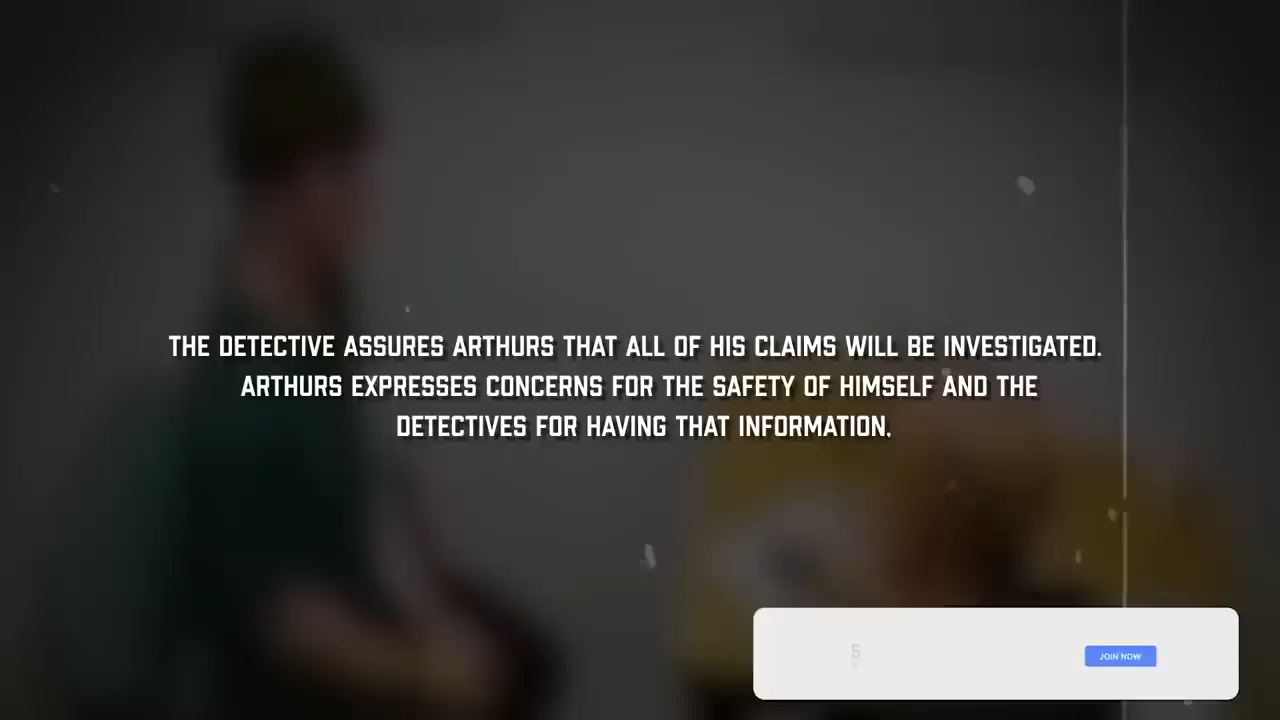 THE DETECTIVE ASSURES ARTHURS THAT ALL OF HIS CLAIMS WILL BE INVESTIGATED.
ARTHURS EXPRESSES CONCERNS FOR THE SAFETY OF HIMSELF AND THE
DETECTIVES FOR HAVING THAT INFORMATION.
JOIN NOW